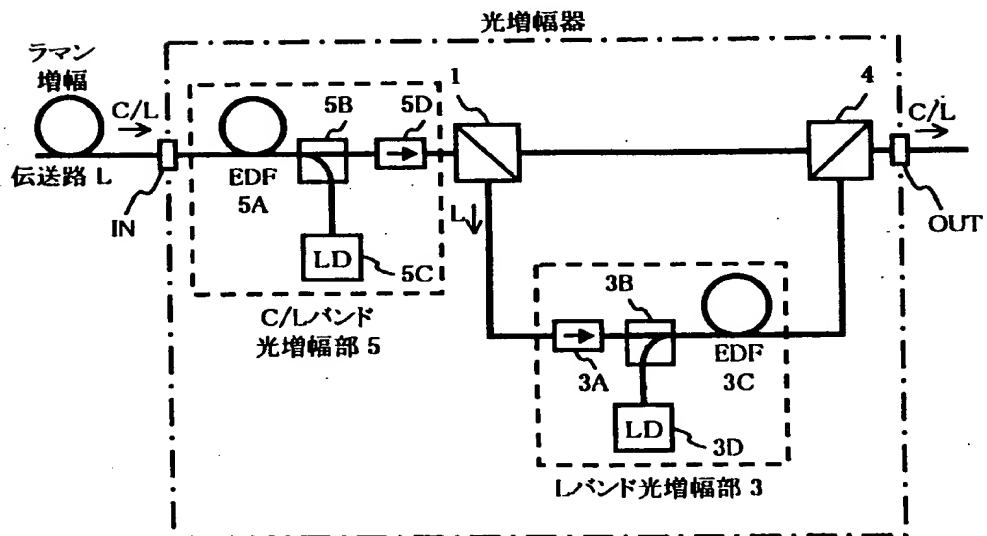 光増幅器
ラマン
増幅
C/L
伝送路 L
IN
EDF
5A
5B
5D
LD
5C
C/Lバンド
光増幅部 5
1
L
4
C/L
OUT
3A
3B
EDF
3C
LD
3D
Lバンド光増幅部 3